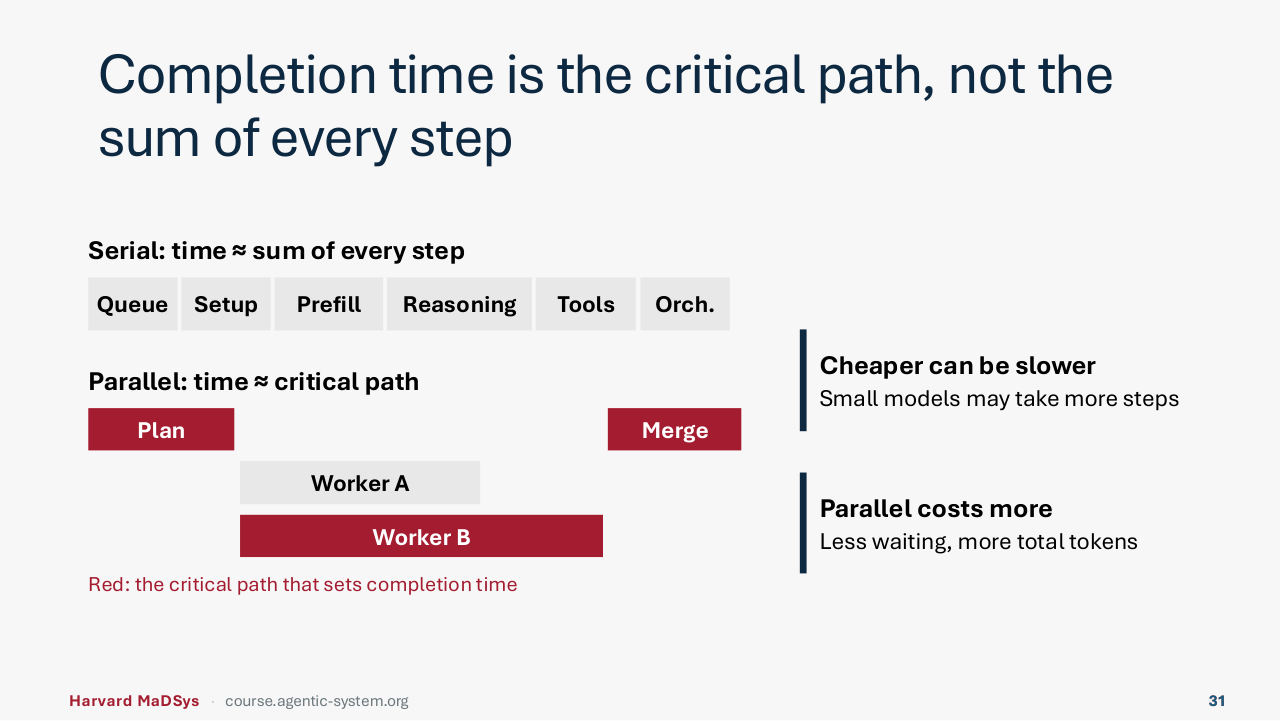 Completion time is the critical path, not the
sum of every step
Serial: time ≈ sum of every step
Queue Setup Prefill Reasoning Tools Orch.
Parallel: time ≈ critical path
Plan Merge
Worker A
Worker B
Red: the critical path that sets completion time
Cheaper can be slower
Small models may take more steps
Parallel costs more
Less waiting, more total tokens
Harvard MaDSys · course.agentic-system.org
31